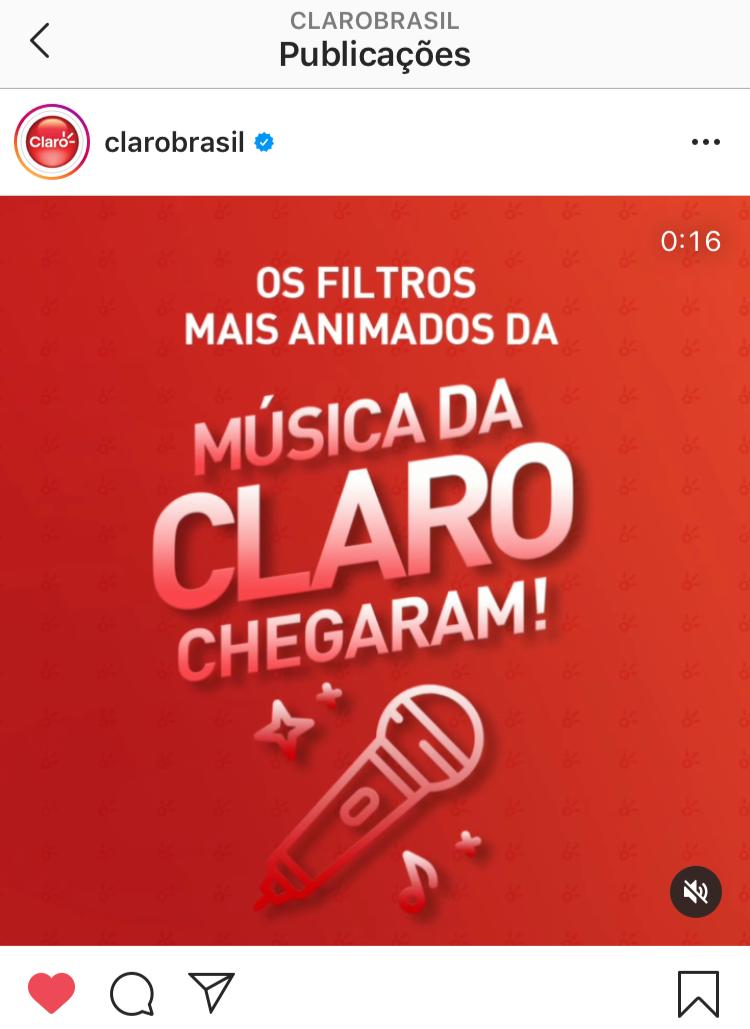 CLAROBRASIL
Publicações
Claro
clarobrasil
0:16
OS FILTROS
MAIS ANIMADOS DA
MÚSICA DA
CLARO
CHEGARAM!